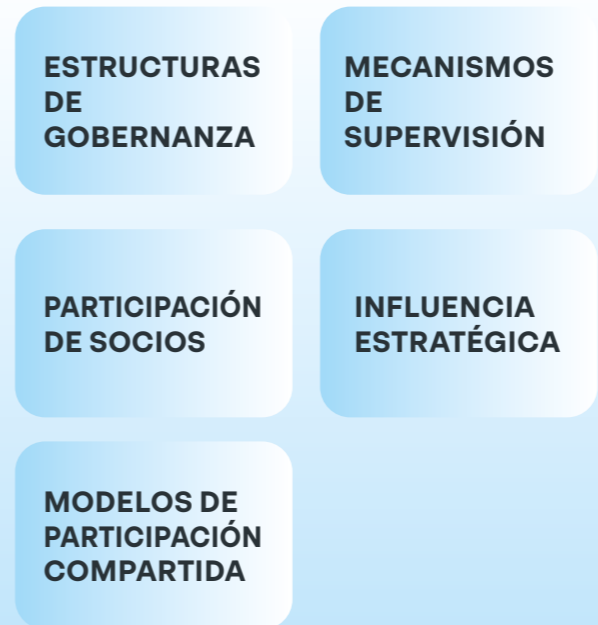 ESTRUCTURAS
DE
GOBERNANZA
MECANISMOS
DE
SUPERVISIÓN
PARTICIPACIÓN
DE SOCIOS
INFLUENCIA
ESTRATÉGICA
MODELOS DE
PARTICIPACIÓN
COMPARTIDA